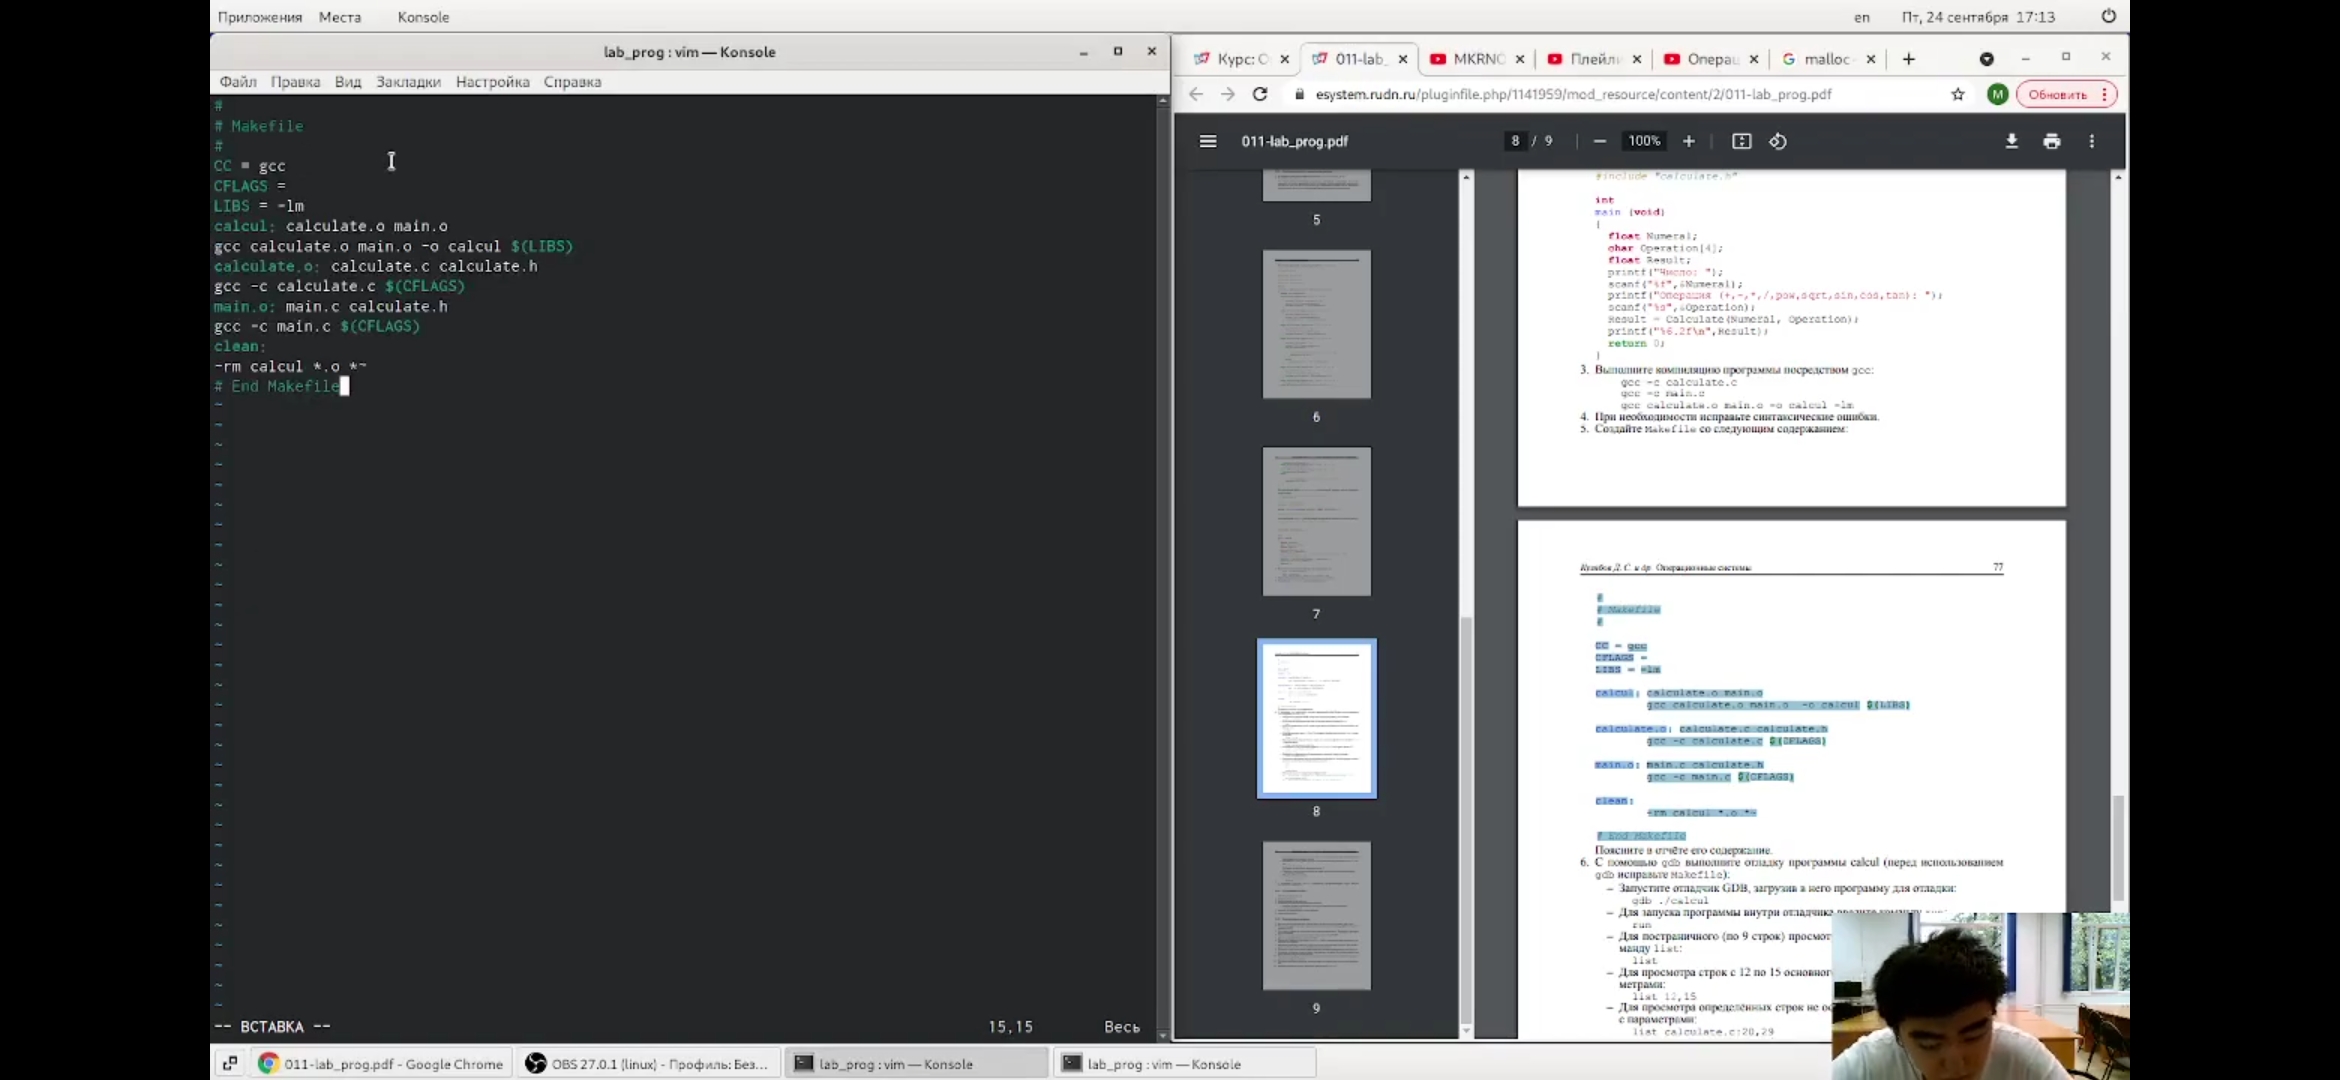 Приложения Места Konsole en Пт, 24 сентября 17:13
lab_prog : vim — Konsole
Файл Правка Вид Закладки Настройка Справка
#
# Makefile
#
CC = gcc
CFLAGS =
LIBS = -lm
calcul: calculate.o main.o
gcc calculate.o main.o -o calcul $(LIBS)
calculate.o: calculate.c calculate.h
gcc -c calculate.c $(CFLAGS)
main.o: main.c calculate.h
gcc -c main.c $(CFLAGS)
clean:
-rm calcul *.o *~
# End Makefile
-- ВСТАВКА -- 15,15 Весь
Курс: О 011-lab_ MKRNO Плейли Операц malloc
esystem.rudn.ru/pluginfile.php/1141959/mod_resource/content/2/011-lab_prog.pdf M Обновить
011-lab_prog.pdf 8 / 9 100%
5
6
7
8
9
#include "calculate.h"
int
main (void)
{
float Numeral;
char Operation[4];
float Result;
printf("Число: ");
scanf("%f",&Numeral);
printf("Операция (+,-,*,/,pow,sqrt,sin,cos,tan): ");
scanf("%s",&Operation);
Result = Calculate(Numeral, Operation);
printf("%6.2f\n",Result);
return 0;
}
3. Выполните компиляцию программы посредством gcc:
gcc -c calculate.c
gcc -c main.c
gcc calculate.o main.o -o calcul -lm
4. При необходимости исправьте синтаксические ошибки.
5. Создайте Makefile со следующим содержанием:
Кулябов Д. С. и др. Операционные системы 77
#
# Makefile
#
CC = gcc
CFLAGS =
LIBS = -lm
calcul: calculate.o main.o
gcc calculate.o main.o -o calcul $(LIBS)
calculate.o: calculate.c calculate.h
gcc -c calculate.c $(CFLAGS)
main.o: main.c calculate.h
gcc -c main.c $(CFLAGS)
clean:
-rm calcul *.o *~
# End Makefile
Поясните в отчёте его содержание.
6. С помощью gdb выполните отладку программы calcul (перед использованием
gdb исправьте Makefile):
– Запустите отладчик GDB, загрузив в него программу для отладки:
gdb ./calcul
– Для запуска программы внутри отладчика введите команду
run
– Для постраничного (по 9 строк) просмот
манду list:
list
– Для просмотра строк с 12 по 15 основног
метрами:
list 12,15
– Для просмотра определённых строк не ос
с параметрами:
list calculate.c:20,29
011-lab_prog.pdf - Google Chrome OBS 27.0.1 (linux) - Профиль: Без... lab_prog : vim — Konsole lab_prog : vim — Konsole